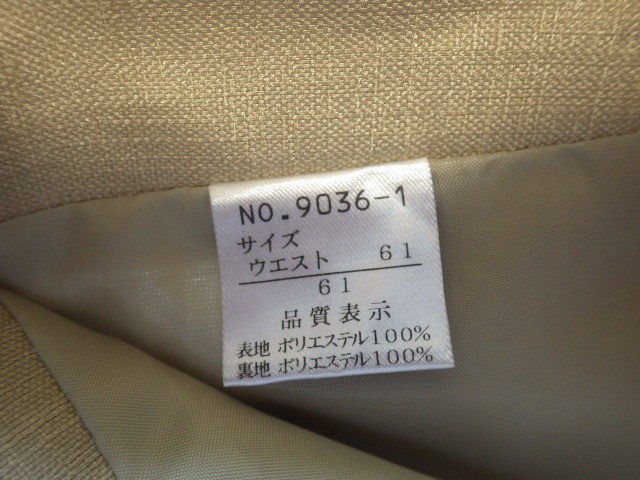 NO.9036-1
サイズ
ウエスト 61
61
品質表示
表地 ポリエステル100%
裏地 ポリエステル100%